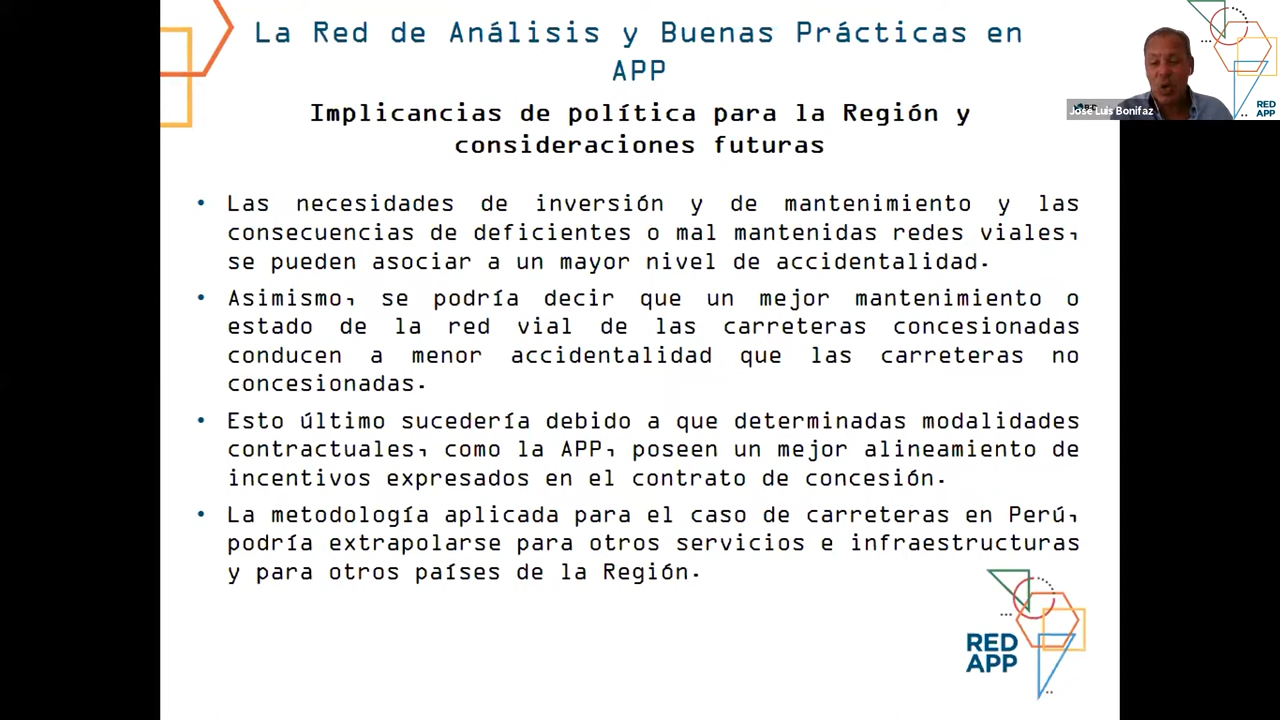 La Red de Análisis y Buenas Prácticas en
APP
Implicancias de política para la Región y
consideraciones futuras
• Las necesidades de inversión y de mantenimiento y las
consecuencias de deficientes o mal mantenidas redes viales,
se pueden asociar a un mayor nivel de accidentalidad.
• Asimismo, se podría decir que un mejor mantenimiento o
estado de la red vial de las carreteras concesionadas
conducen a menor accidentalidad que las carreteras no
concesionadas.
• Esto último sucedería debido a que determinadas modalidades
contractuales, como la APP, poseen un mejor alineamiento de
incentivos expresados en el contrato de concesión.
• La metodología aplicada para el caso de carreteras en Perú,
podría extrapolarse para otros servicios e infraestructuras
y para otros países de la Región.
RED
APP
José Luis Bonifaz
RED
APP